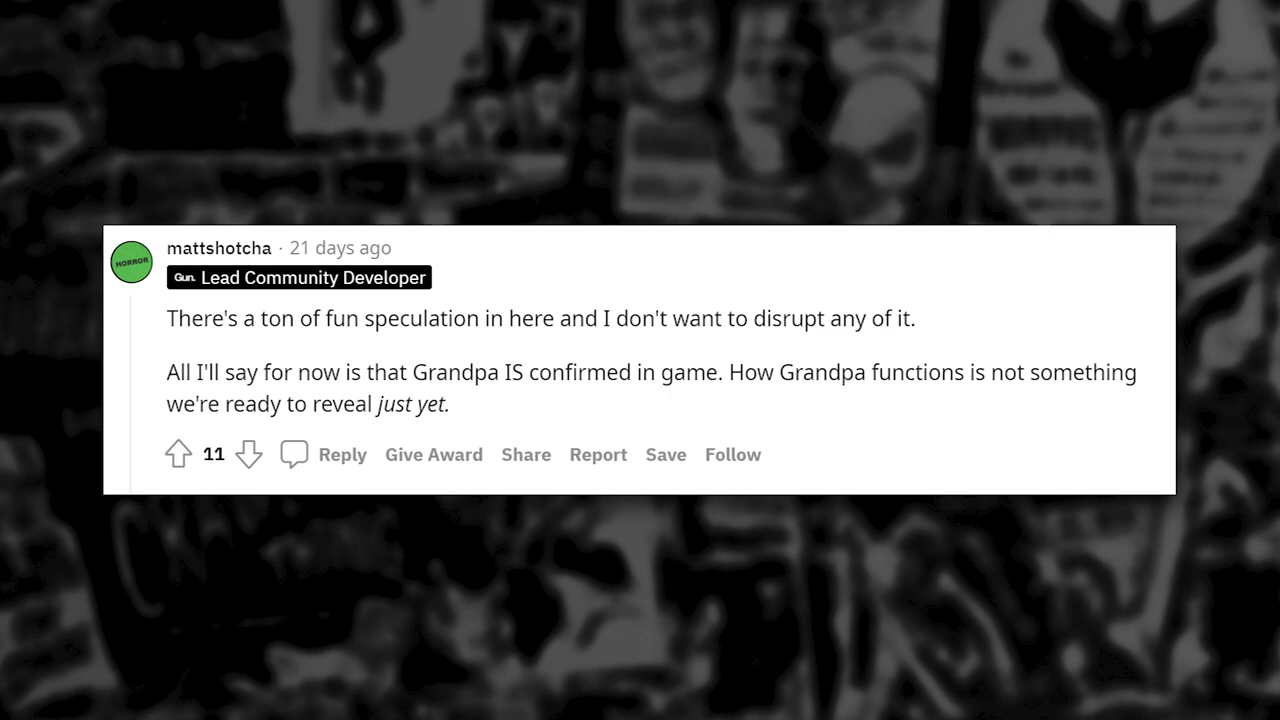 HORROR
mattshotcha · 21 days ago
Gun. Lead Community Developer
There's a ton of fun speculation in here and I don't want to disrupt any of it.
All I'll say for now is that Grandpa IS confirmed in game. How Grandpa functions is not something
we're ready to reveal just yet.
11 Reply Give Award Share Report Save Follow